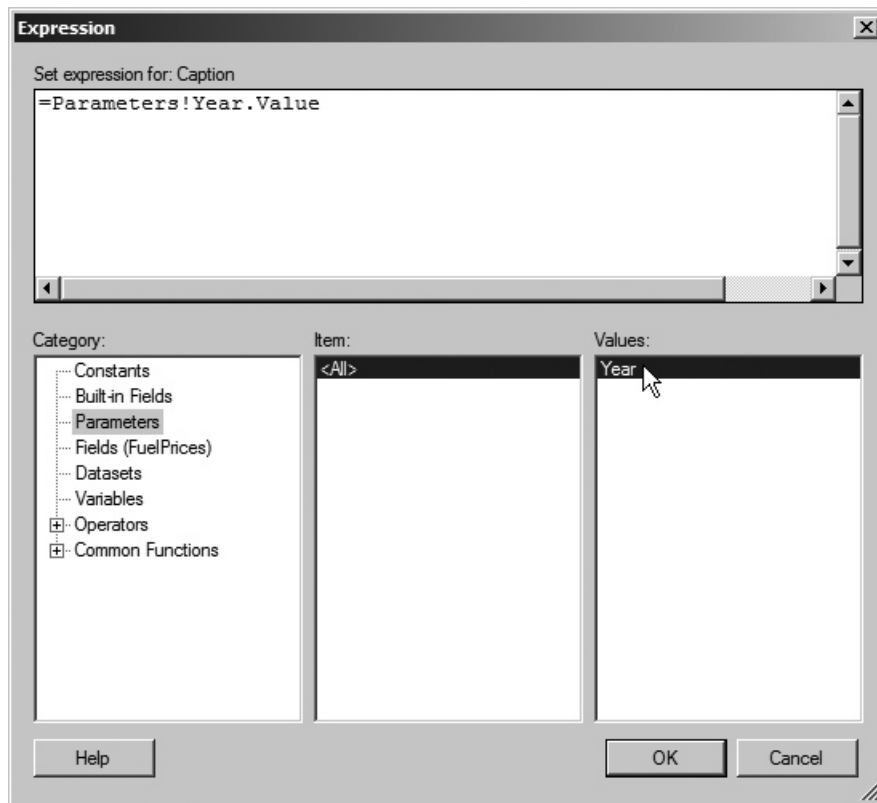 Expression
Set expression for: Caption
=Parameters!Year.Value
Category:
Item:
Values:
Constants
Built-in Fields
Parameters
Fields (FuelPrices)
Datasets
Variables
Operators
Common Functions
<All>
Year
Help
OK
Cancel